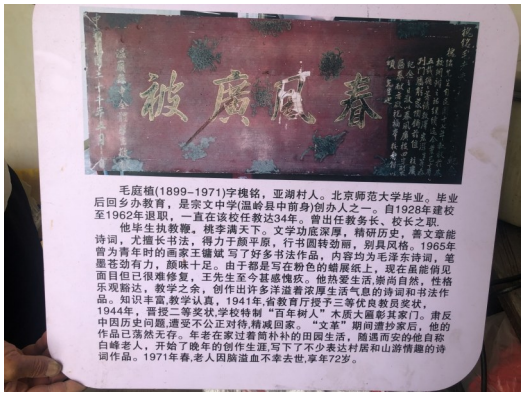 春風廣被
毛庭植(1899-1971)字槐铭，亚湖村人。北京师范大学毕业。毕业
后回乡办教育，是宗文中学(温岭县中前身)创办人之一。自1928年建校
至1962年退职，一直在该校任教达34年。曾出任教务长、校长之职.
他毕生执教鞭，桃李满天下。文学功底深厚，精研历史，善文章能
诗词，尤擅长书法，得力于颜平原，行书圆转劲丽，别具风格。1965年
曾为青年时的画家王镛斌 写了好多书法作品，内容均为毛泽东诗词，笔
墨苍劲有力，颜味十足。由于都是写在粉色的蜡展纸上，现在虽能俏见
面目但已很难修复，王先生至今甚感愧疚。他热爱生活，崇尚自然，性格
乐观豁达，教学之余，创作出许多洋溢着浓厚生活气息的诗词和书法作
品。知识丰富,教学认真，1941年,省教育厅授予三等优良教员奖状，
1944年，晋授二等奖状,学校特制“百年树人”木质大匾彰其家门。肃反
中因历史问题,遭受不公正对待,精减回家。“文革”期间遭抄家后，他的
作品已荡然无存。年老在家过着简朴补的田园生活，随遇而安的他自称
白峰老人，开始了晚年的创作生涯,写下了不少表达村居和山游情趣的诗
词作品。1971年春,老人因脑溢血不幸去世,享年72岁。